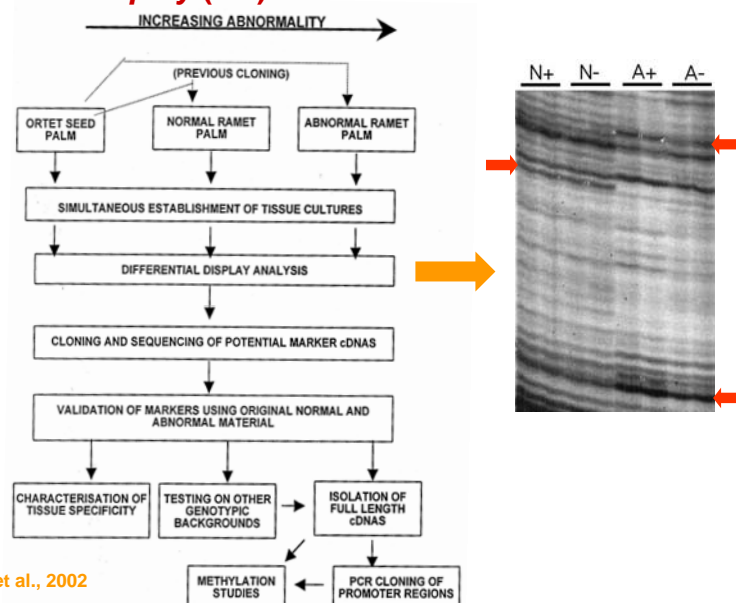 INCREASING ABNORMALITY
(PREVIOUS CLONING)
ORTET SEED
PALM
NORMAL RAMET
PALM
ABNORMAL RAMET
PALM
SIMULTANEOUS ESTABLISHMENT OF TISSUE CULTURES
DIFFERENTIAL DISPLAY ANALYSIS
CLONING AND SEQUENCING OF POTENTIAL MARKER cDNAS
VALIDATION OF MARKERS USING ORIGINAL NORMAL AND
ABNORMAL MATERIAL
CHARACTERISATION OF
TISSUE SPECIFICITY
TESTING ON OTHER
GENOTYPIC
BACKGROUNDS
ISOLATION OF
FULL LENGTH
cDNAS
METHYLATION
STUDIES
PCR CLONING OF
PROMOTER REGIONS
et al., 2002
N+ N- A+ A-